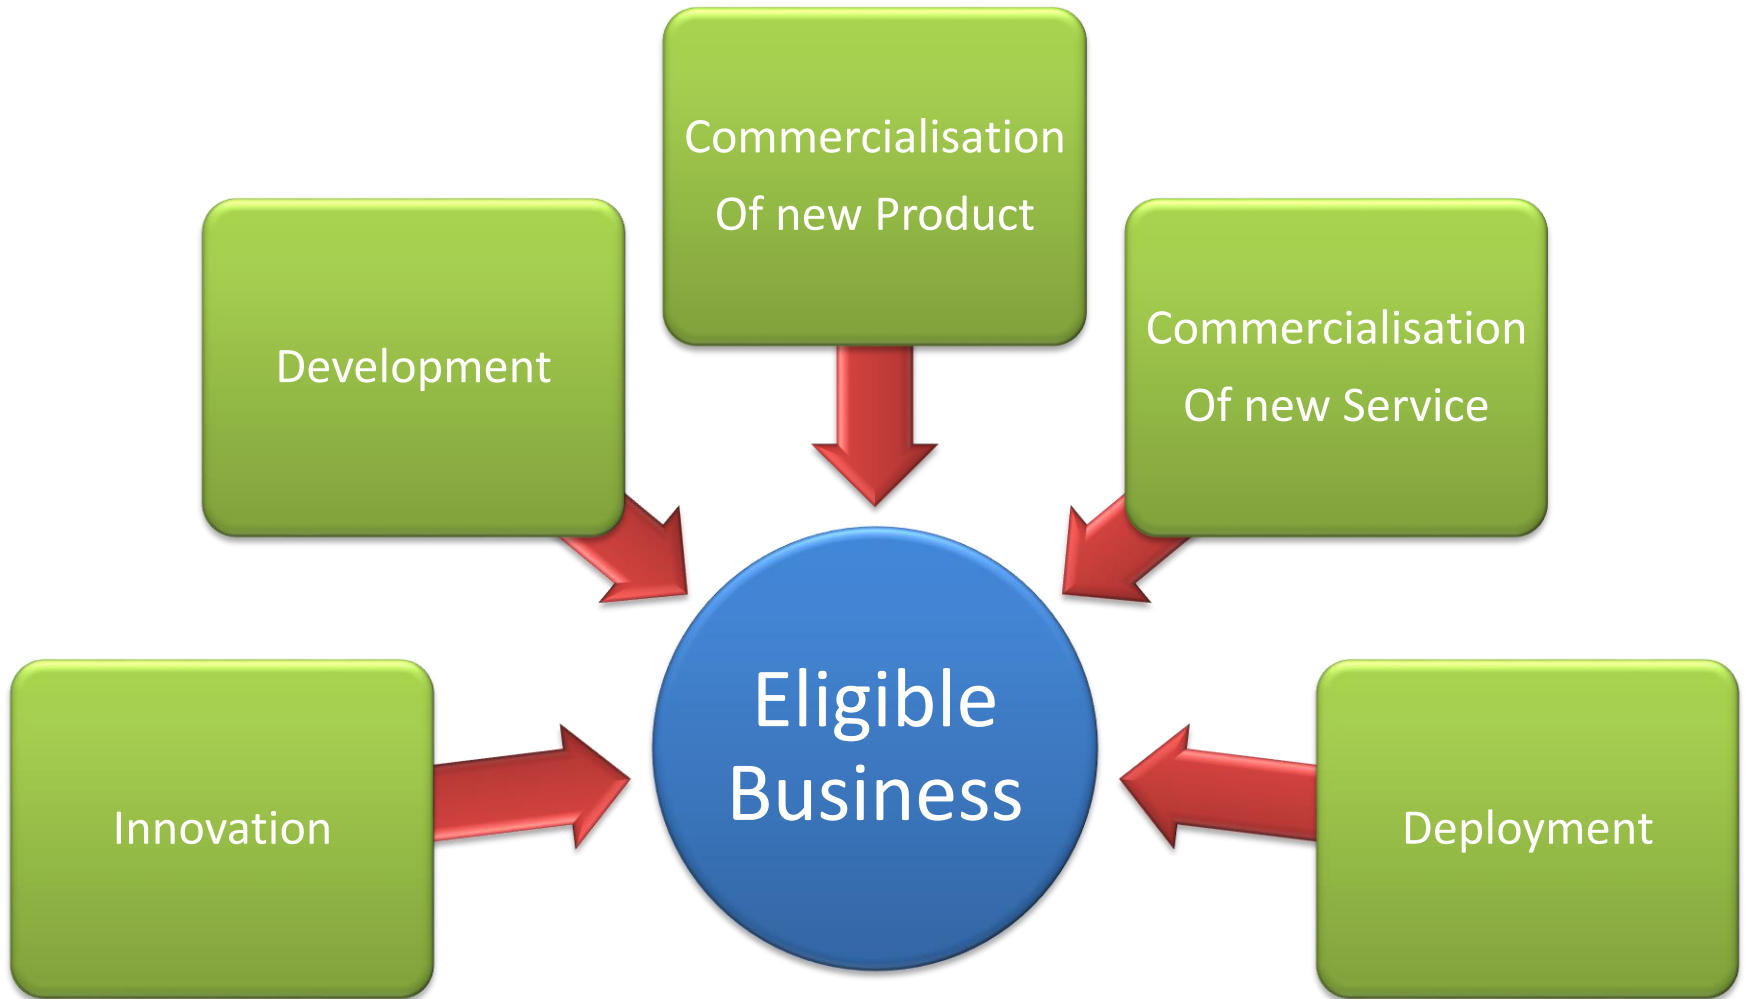 Commercialisation
Of new Product
Development
Commercialisation
Of new Service
Innovation
Eligible
Business
Deployment